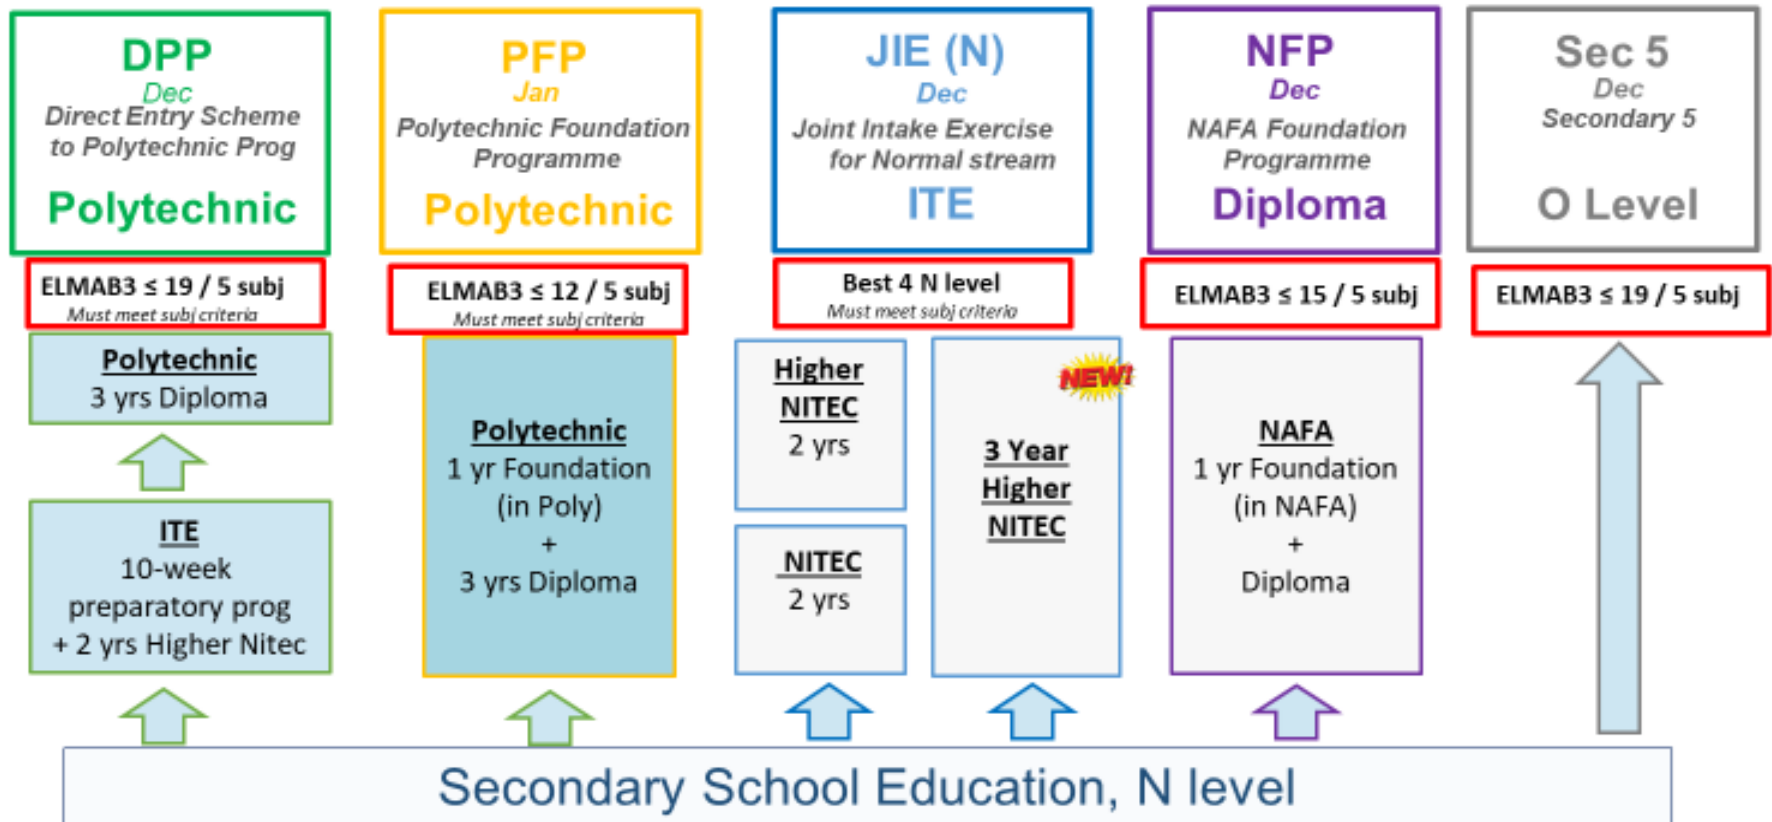 DPP
Dec
Direct Entry Scheme
to Polytechnic Prog
Polytechnic
ELMAB3 ≤ 19 / 5 subj
Must meet subj criteria
Polytechnic
3 yrs Diploma
ITE
10-week
preparatory prog
+ 2 yrs Higher Nitec
PFP
Jan
Polytechnic Foundation
Programme
Polytechnic
ELMAB3 ≤ 12 / 5 subj
Must meet subj criteria
Polytechnic
1 yr Foundation
(in Poly)
+
3 yrs Diploma
JIE (N)
Dec
Joint Intake Exercise
for Normal stream
ITE
Best 4 N level
Must meet subj criteria
Higher
NITEC
2 yrs
NITEC
2 yrs
NEW!
3 Year
Higher
NITEC
NFP
Dec
NAFA Foundation
Programme
Diploma
ELMAB3 ≤ 15 / 5 subj
NAFA
1 yr Foundation
(in NAFA)
+
Diploma
Sec 5
Dec
Secondary 5
O Level
ELMAB3 ≤ 19 / 5 subj
Secondary School Education, N level